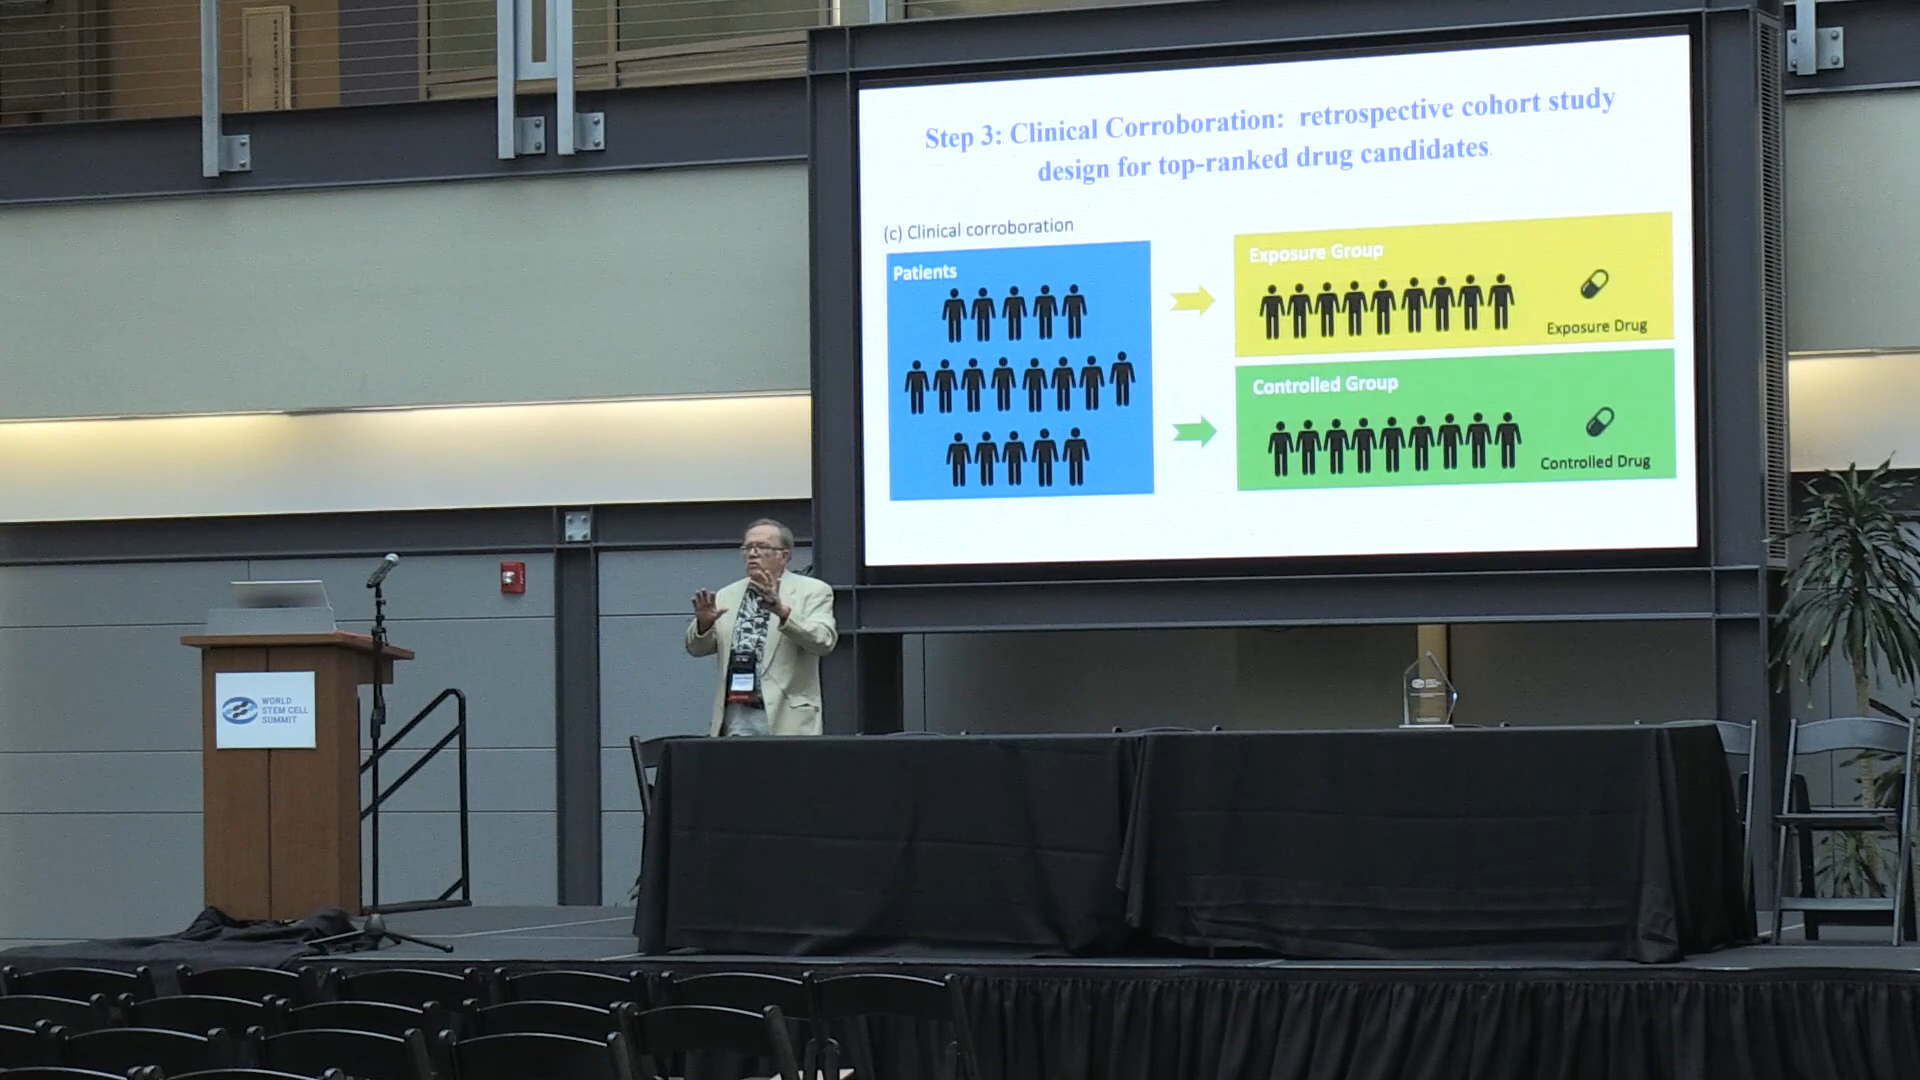 Step 3: Clinical Corroboration: retrospective cohort study
design for top-ranked drug candidates.
(c) Clinical corroboration
Patients
Exposure Group
Exposure Drug
Controlled Group
Controlled Drug
WORLD
STEM CELL
SUMMIT